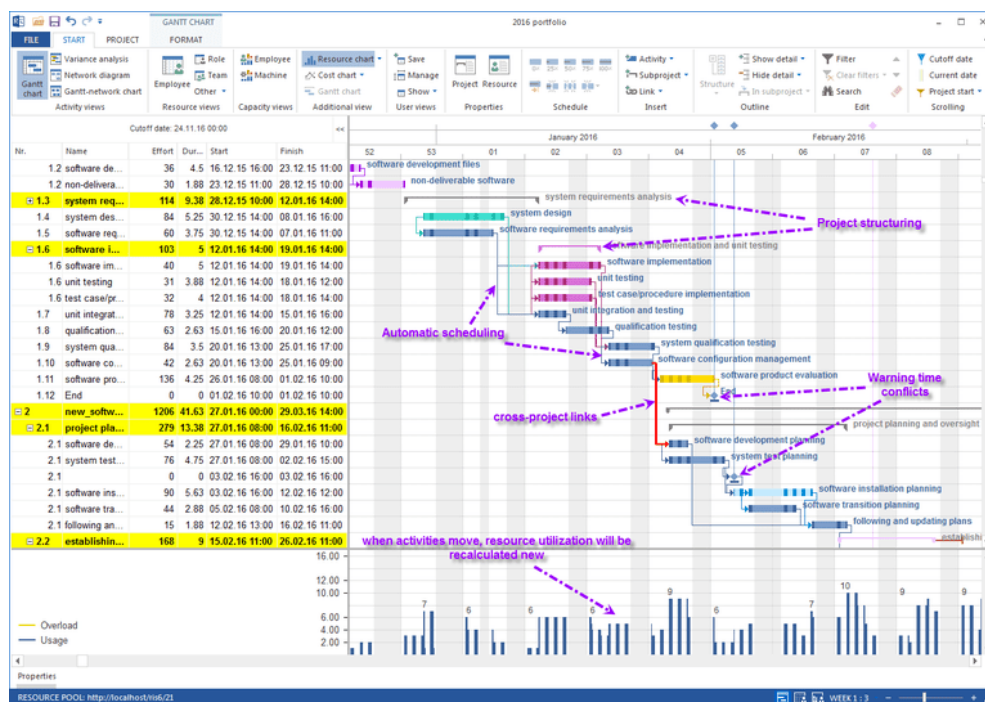 GANTT CHART
2016 portfolio
FILE START PROJECT FORMAT
Gantt chart
Variance analysis
Network diagram
Gantt-network chart
Activity views
Employee
Role
Team
Other
Resource views
Employee
Machine
Capacity views
Resource chart
Cost chart
Gantt chart
Additional view
Save
Manage
Show
User views
Project Resource
Properties
0% 25% 50% 75% 100%
Schedule
Activity
Subproject
Link
Insert
Structure
Show detail
Hide detail
In subproject
Outline
Filter
Clear filters
Search
Edit
Cutoff date
Current date
Project start
Scrolling
Cutoff date: 24.11.16 00:00 <<
January 2016 February 2016
52 53 01 02 03 04 05 06 07 08
Nr. Name Effort Dur... Start Finish
1.2 software de... 36 4.5 16.12.15 16:00 23.12.15 11:00 software development files
1.2 non-delivera... 30 1.88 23.12.15 11:00 28.12.15 10:00 non-deliverable software
1.3 system req... 114 9.38 28.12.15 10:00 12.01.16 14:00 system requirements analysis
1.4 system des... 84 5.25 30.12.15 14:00 08.01.16 16:00 system design
1.5 software req... 60 3.75 30.12.15 14:00 07.01.16 11:00 software requirements analysis
1.6 software i... 103 5 12.01.16 14:00 19.01.16 14:00 software implementation and unit testing
1.6 software im... 40 5 12.01.16 14:00 19.01.16 14:00 software implementation
1.6 unit testing 31 3.88 12.01.16 14:00 18.01.16 12:00 unit testing
1.6 test case/pr... 32 4 12.01.16 14:00 18.01.16 14:00 test case/procedure implementation
1.7 unit integrat... 78 3.25 12.01.16 14:00 15.01.16 16:00 unit integration and testing
1.8 qualification... 63 2.63 15.01.16 16:00 20.01.16 12:00 qualification testing
1.9 system qua... 84 3.5 20.01.16 13:00 25.01.16 17:00 system qualification testing
1.10 software co... 42 2.63 20.01.16 13:00 25.01.16 09:00 software configuration management
1.11 software pro... 136 4.25 26.01.16 08:00 01.02.16 10:00 software product evaluation
1.12 End 0 0 01.02.16 10:00 01.02.16 10:00 End
2 new_softw... 1206 41.63 27.01.16 00:00 29.03.16 14:00
2.1 project pla... 279 13.38 27.01.16 08:00 16.02.16 11:00 project planning and oversight
2.1 software de... 54 2.25 27.01.16 08:00 29.01.16 10:00 software development planning
2.1 system test... 76 4.75 27.01.16 08:00 02.02.16 15:00 system test planning
2.1 0 0 03.02.16 16:00 03.02.16 16:00
2.1 software ins... 90 5.63 03.02.16 16:00 12.02.16 12:00 software installation planning
2.1 software tra... 44 2.88 05.02.16 08:00 10.02.16 16:00 software transition planning
2.1 following an... 15 1.88 12.02.16 13:00 16.02.16 11:00 following and updating plans
2.2 establishin... 168 9 15.02.16 11:00 26.02.16 11:00 establishi
Project structuring
Automatic scheduling
Warning time
conflicts
cross-project links
when activities move, resource utilization will be
recalculated new
16.00
12.00
10.00
6.00
4.00
2.00
7 6 6 6 9 6 7 10 9 9
Overload
Usage
Properties
RESOURCE POOL: http://localhost/ris6/21 WEEK 1 : 3